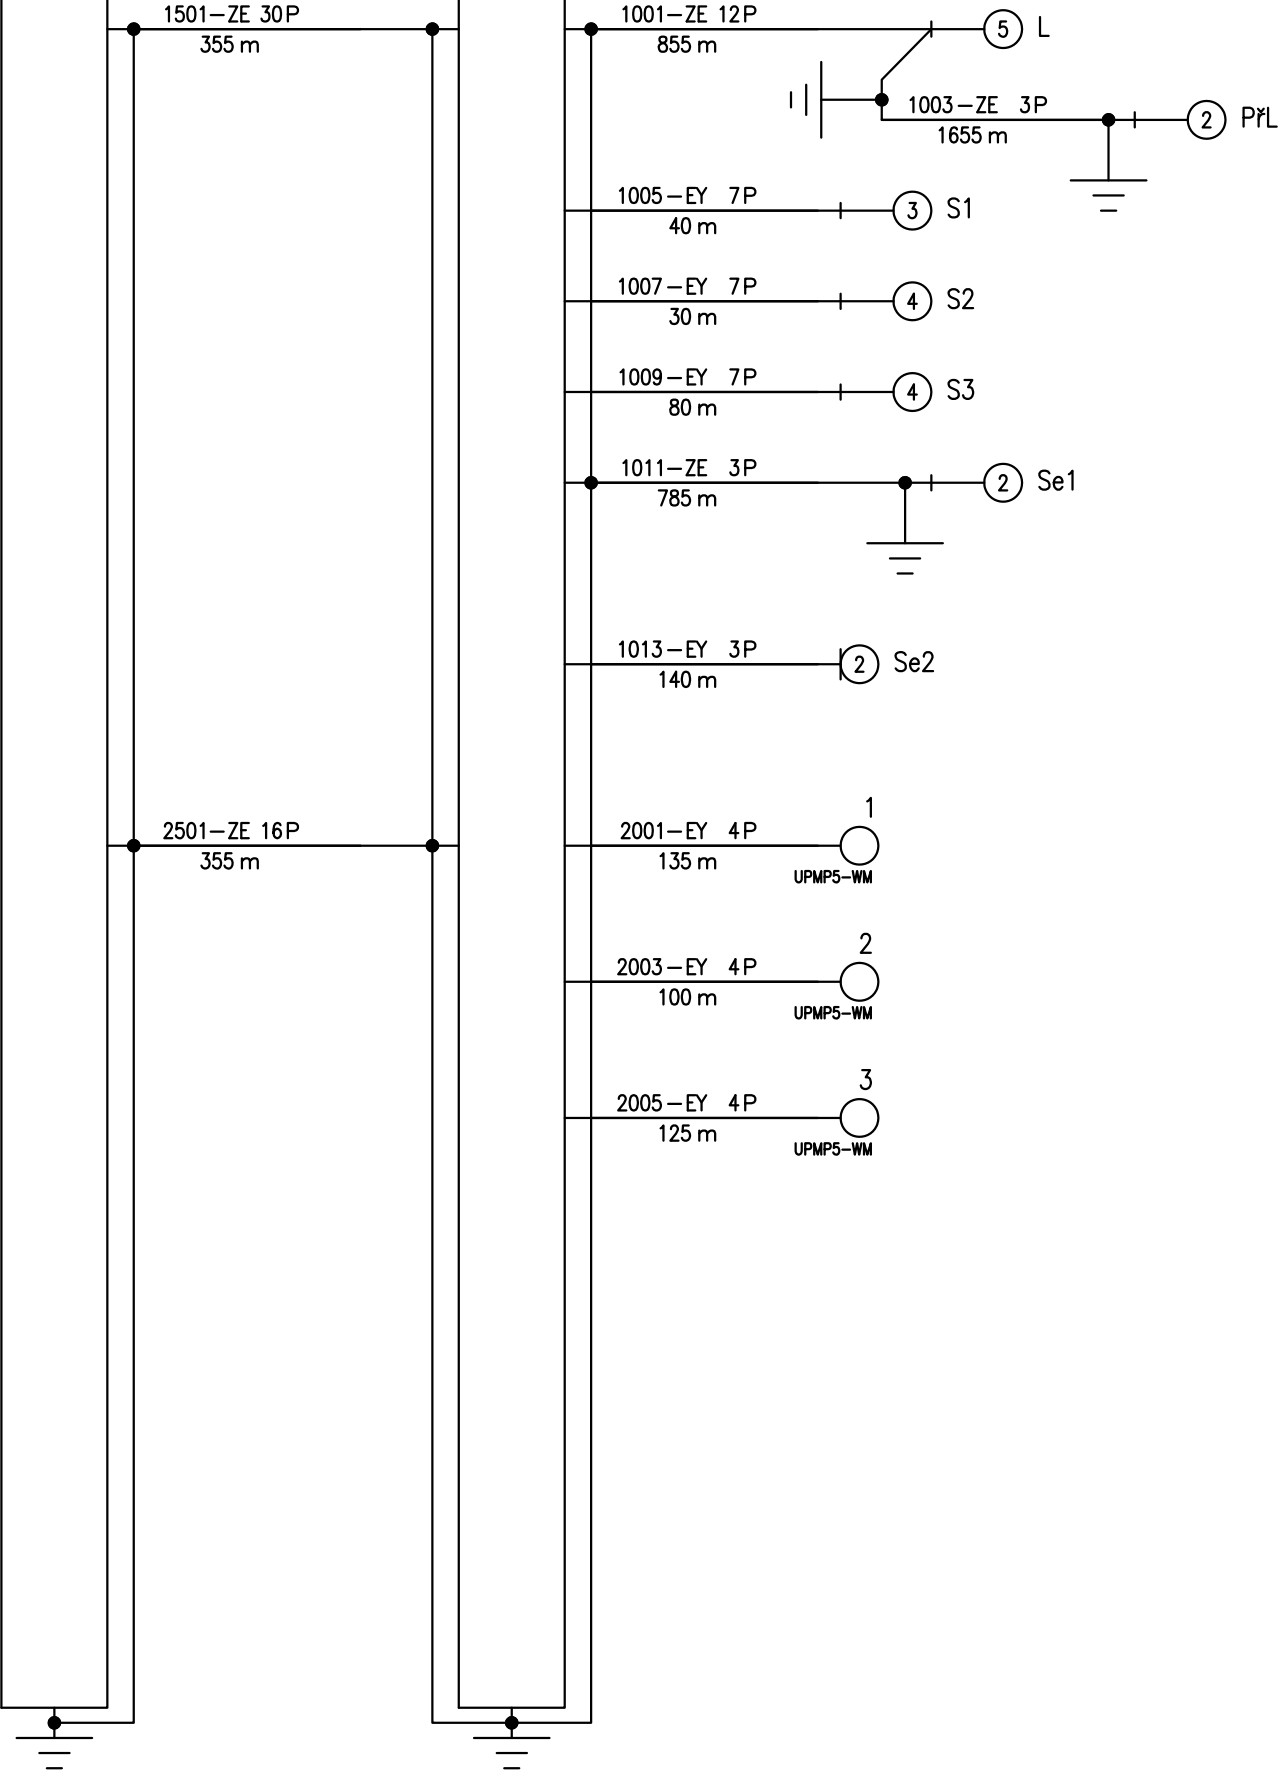 1501-ZE 30P
355 m
1001-ZE 12P
855 m
5 L
1003-ZE 3P
1655 m
2 PřL
1005-EY 7P
40 m
3 S1
1007-EY 7P
30 m
4 S2
1009-EY 7P
80 m
4 S3
1011-ZE 3P
785 m
2 Se1
1013-EY 3P
140 m
2 Se2
2501-ZE 16P
355 m
1
2001-EY 4P
135 m
UPMP5-WM
2
2003-EY 4P
100 m
UPMP5-WM
3
2005-EY 4P
125 m
UPMP5-WM